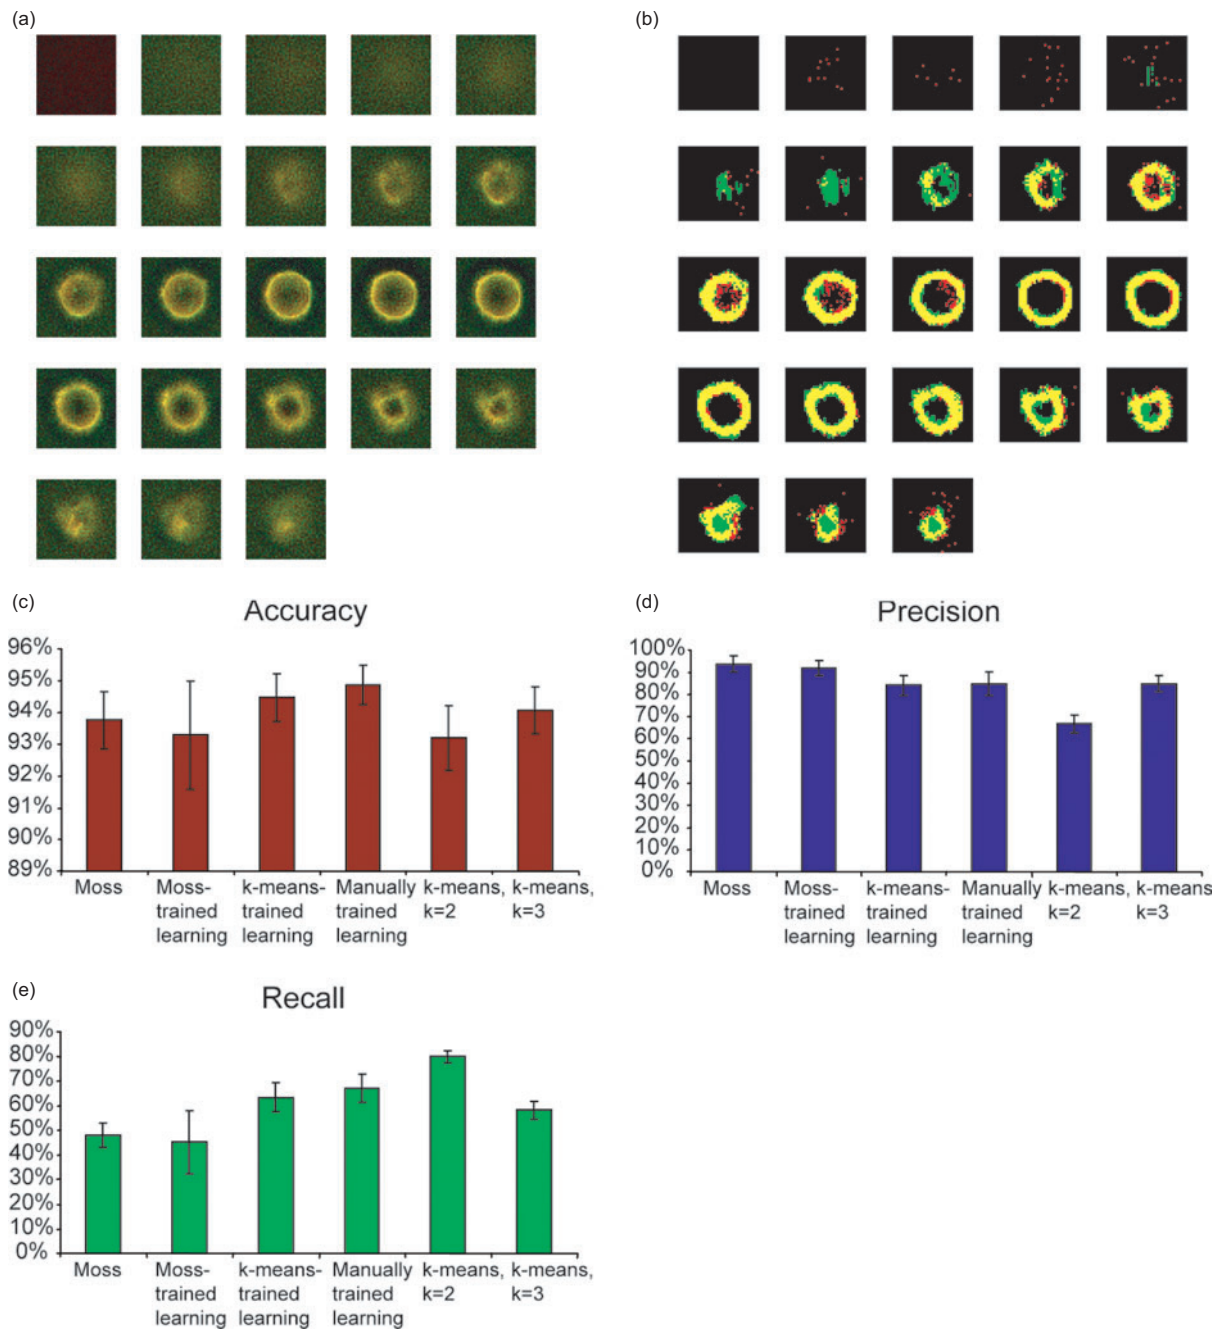 (a)
(b)
(c)
Accuracy
96%
95%
94%
93%
92%
91%
90%
89%
Moss
Moss-
trained
learning
k-means-
trained
learning
Manually
trained
learning
k-means,
k=2
k-means,
k=3
(d)
Precision
100%
90%
80%
70%
60%
50%
40%
30%
20%
10%
0%
Moss
Moss-
trained
learning
k-means-
trained
learning
Manually
trained
learning
k-means,
k=2
k-means
k=3
(e)
Recall
90%
80%
70%
60%
50%
40%
30%
20%
10%
0%
Moss
Moss-
trained
learning
k-means-
trained
learning
Manually
trained
learning
k-means,
k=2
k-means,
k=3